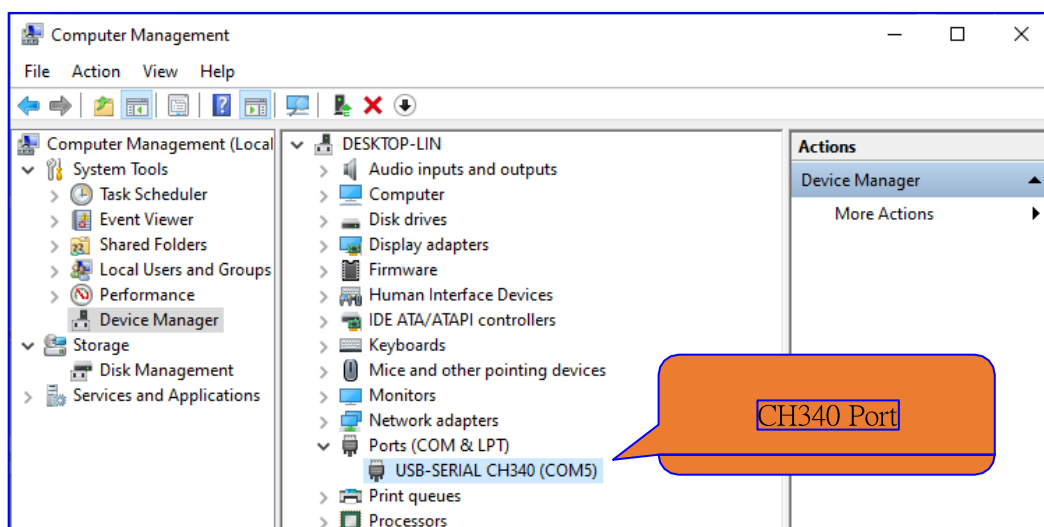 Computer Management
File Action View Help
Computer Management (Local
System Tools
Task Scheduler
Event Viewer
Shared Folders
Local Users and Groups
Performance
Device Manager
Storage
Disk Management
Services and Applications
DESKTOP-LIN
Audio inputs and outputs
Computer
Disk drives
Display adapters
Firmware
Human Interface Devices
IDE ATA/ATAPI controllers
Keyboards
Mice and other pointing devices
Monitors
Network adapters
Ports (COM & LPT)
USB-SERIAL CH340 (COM5)
Print queues
Processors
CH340 Port
Actions
Device Manager
More Actions